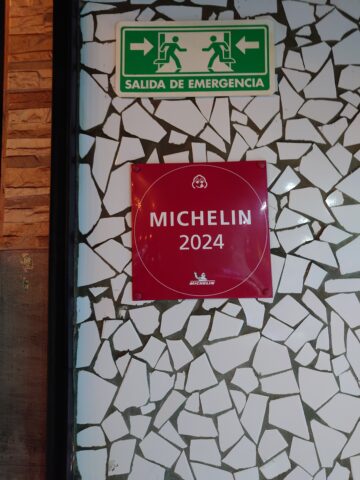 SALIDA DE EMERGENCIA
MICHELIN
2024
MICHELIN